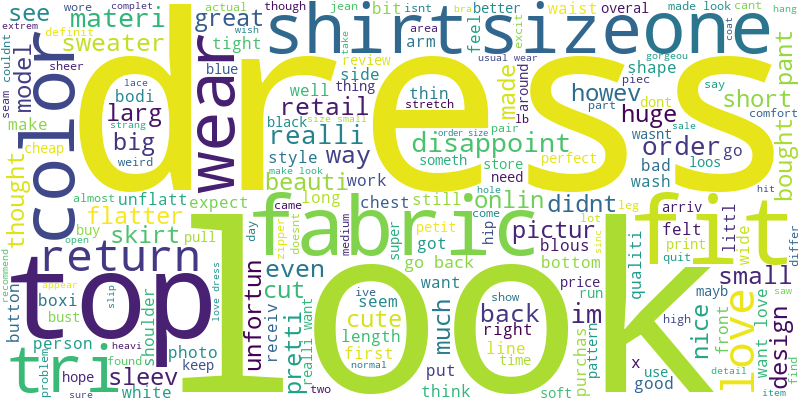 dress
look
top
fabric
fit
shirt
size
one
color
wear
tri
return
love
retail
realli
way
disappoint
huge
order
short
pant
bought
howev
made
great
sweater
materi
see
model
bodi
larg
big
make
cheap
thought
flatter
unflatt
skirt
expect
almost
buy
pull
open
style
black
blue
tight
side
thing
well
review
bit
arm
area
feel
better
waist
overal
shape
though
actual
wish
jean
isnt
usual wear
made look
cant
hang
coat
gorgeou
piec
say
comfort
part
dont
wasnt
bad
wash
loos
go
sale
hit
around
lb
thin
stretch
size small
order size
pair
store
someth
need
perfect
hole
bra
take
excit
extrem
definit
wore
complet
sheer
couldnt
seam
lace
strang
weird
beauti
work
make look
long
came
doesnt
chest
still
onlin
didnt
leg
arriv
littl
felt
print
quit
qualiti
wide
differ
pictur
blous
hip
petit
come
got
super
go back
bottom
lot
sinc
price
run
mayb
small
design
nice
front
want love
saw
find
detail
item
high
x
use
good
pattern
purchas
soft
time
line
right
back
show
im
want
much
put
think
ive
seem
cute
length
first
normal
medium
even
cut
pretti
realli want
two
unfortun
receiv
day
zipper
love dress
slip
shoulder
photo
keep
sleev
white
found
heavi
hope
sure
problem
person
bust
boxi
button
appear
recommend